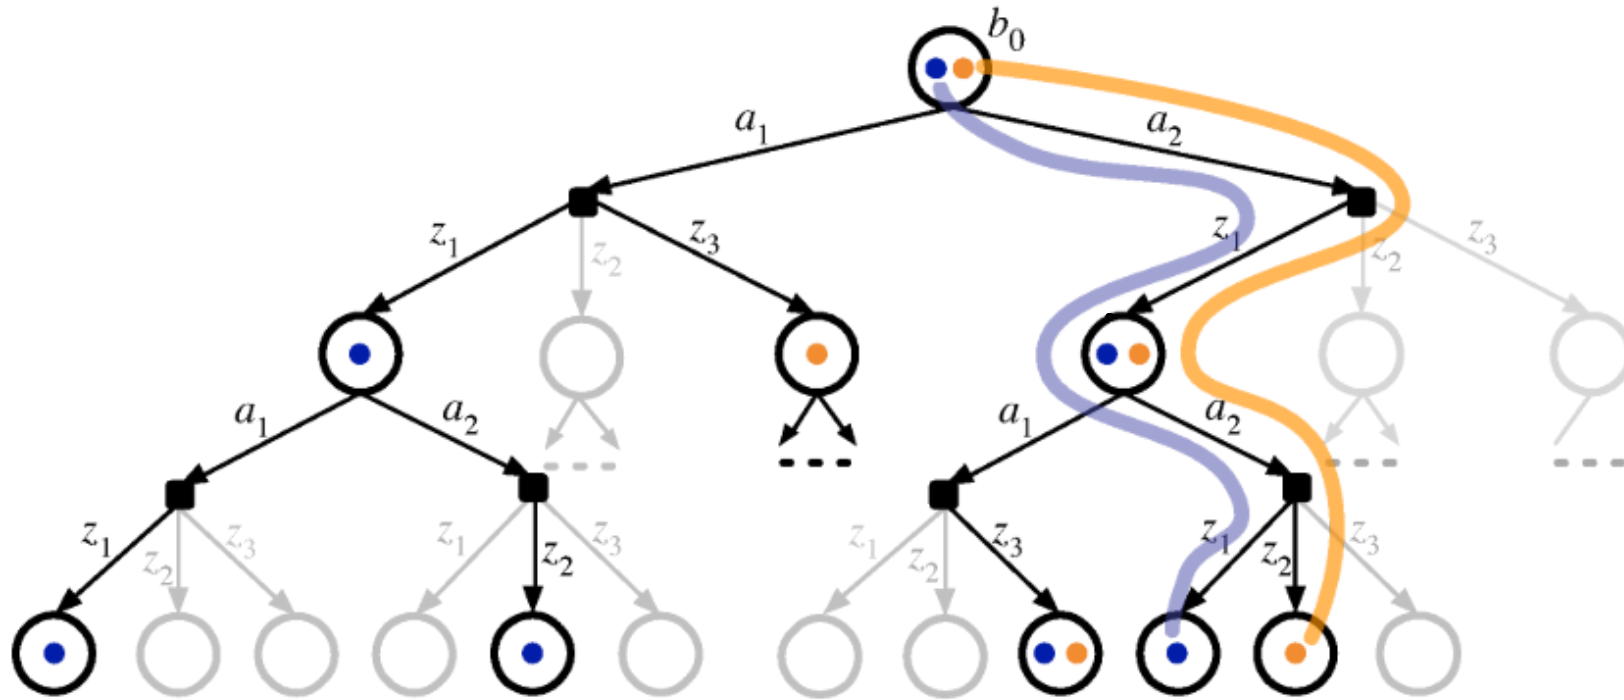 b₀
a₁ a₂
z₁ z₂ z₃ z₁ z₂ z₃
a₁ a₂ a₁ a₂
z₁ z₂ z₃ z₁ z₂ z₃ z₁ z₂ z₃ z₁ z₂ z₃